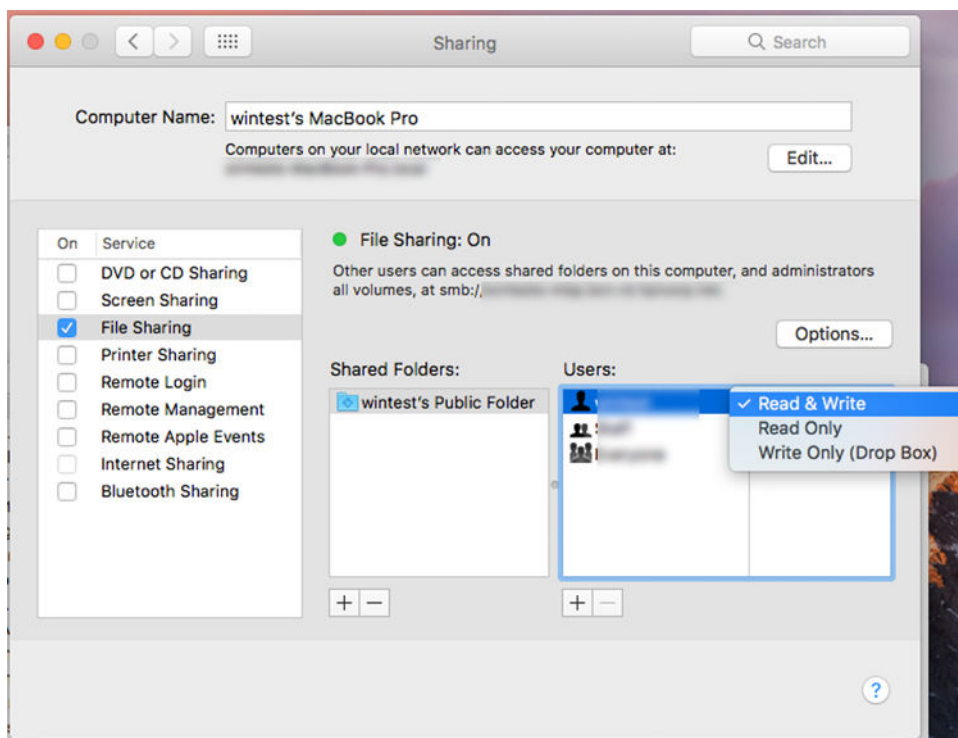 Sharing
Search
Computer Name: wintest's MacBook Pro
Computers on your local network can access your computer at:
Edit...
On Service
DVD or CD Sharing
Screen Sharing
File Sharing
Printer Sharing
Remote Login
Remote Management
Remote Apple Events
Internet Sharing
Bluetooth Sharing
File Sharing: On
Other users can access shared folders on this computer, and administrators
all volumes, at smb:/
Options...
Shared Folders:
wintest's Public Folder
Users:
Read & Write
Read Only
Write Only (Drop Box)